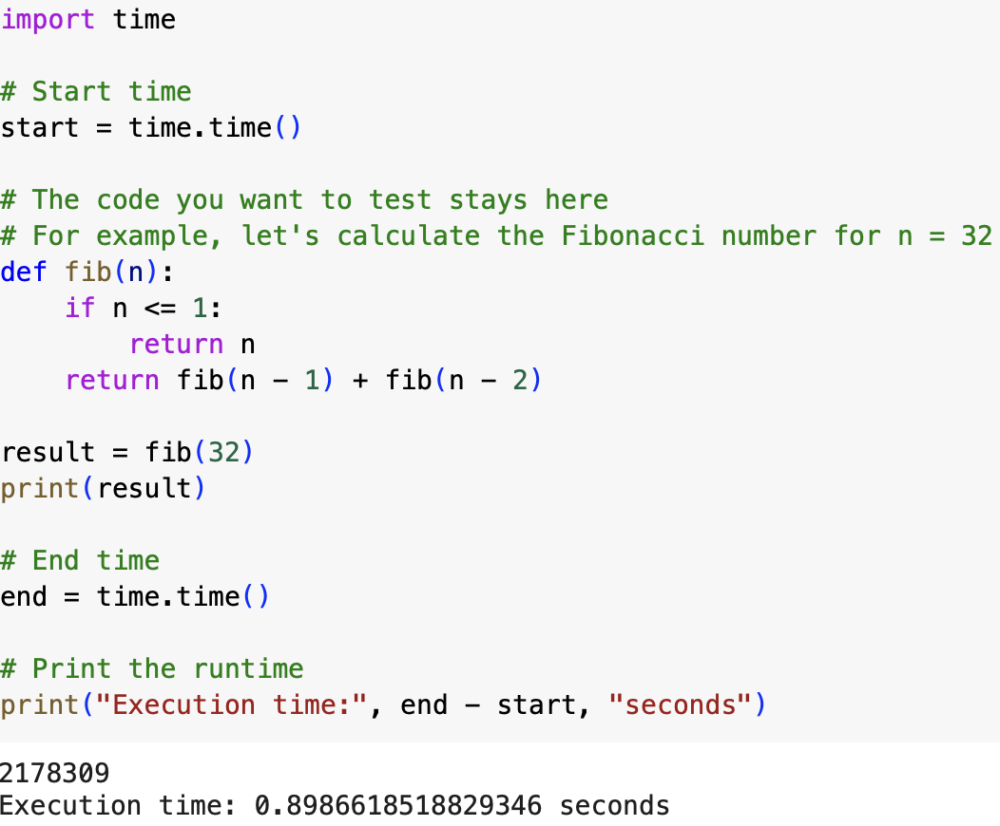 import time

# Start time
start = time.time()

# The code you want to test stays here
# For example, let's calculate the Fibonacci number for n = 32
def fib(n):
    if n <= 1:
        return n
    return fib(n - 1) + fib(n - 2)

result = fib(32)
print(result)

# End time
end = time.time()

# Print the runtime
print("Execution time:", end - start, "seconds")

2178309
Execution time: 0.8986618518829346 seconds